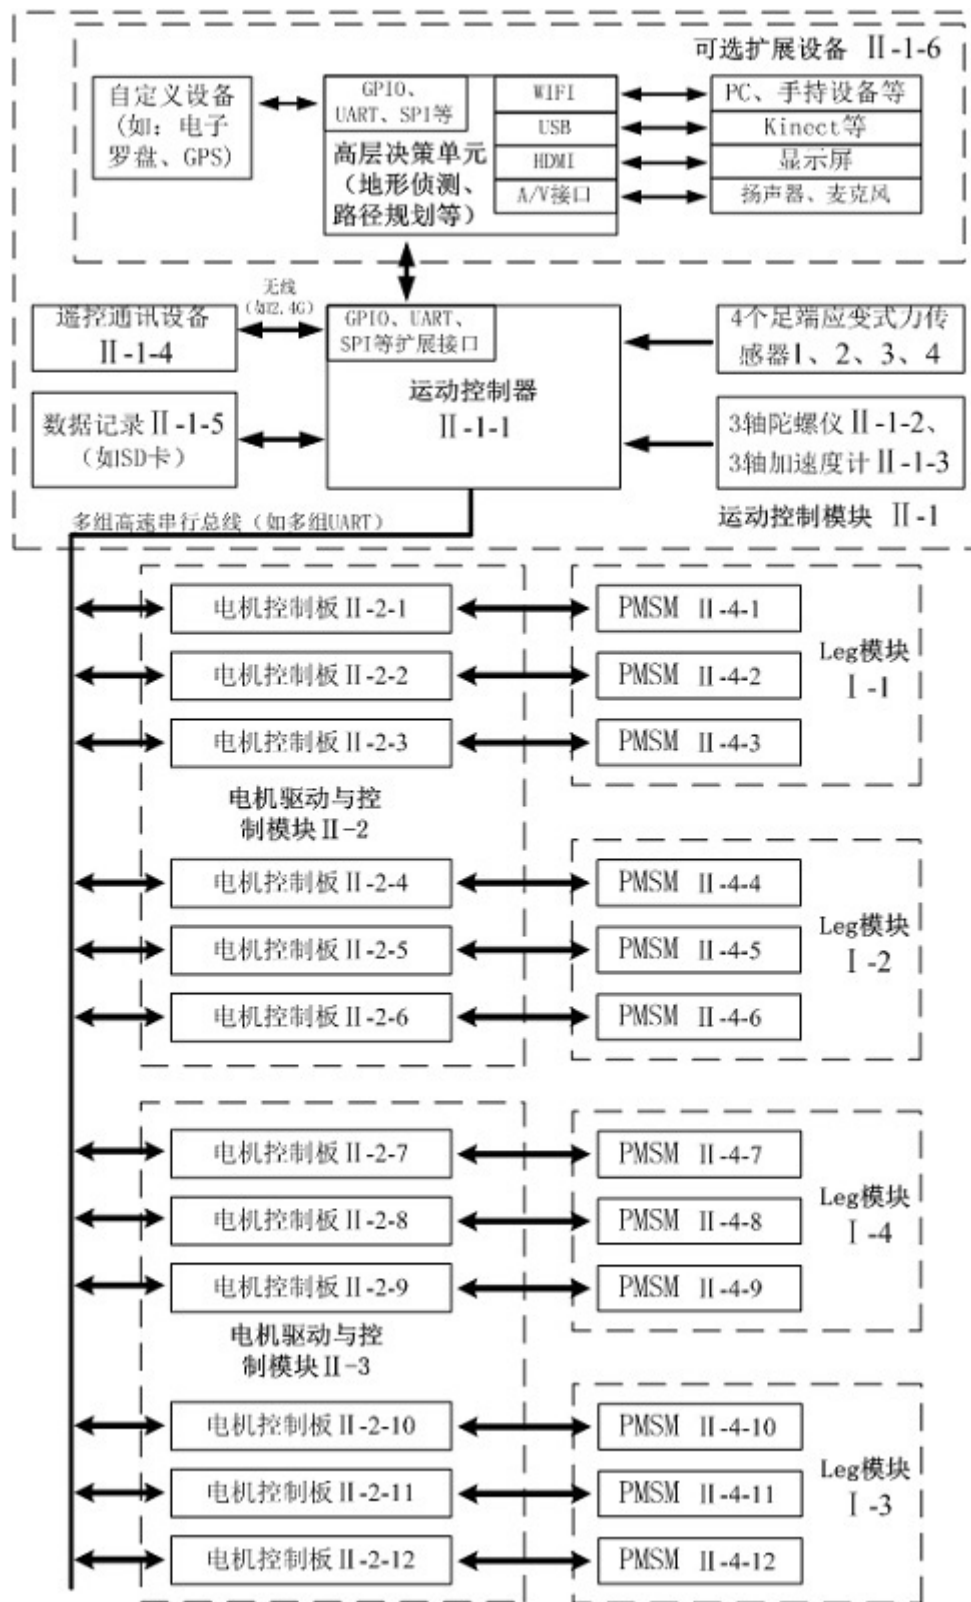 可选扩展设备 II-1-6
自定义设备
(如：电子
罗盘、GPS)
GPIO、
UART、SPI等
高层决策单元
（地形侦测、
路径规划等）
WIFI
USB
HDMI
A/V接口
PC、手持设备等
Kinect等
显示屏
扬声器、麦克风
无线
(如2.4G)
遥控通讯设备
II-1-4
数据记录II-1-5
（如SD卡）
GPIO、UART、
SPI等扩展接口
运动控制器
II-1-1
4个足端应变式力传
感器1、2、3、4
3轴陀螺仪II-1-2、
3轴加速度计II-1-3
运动控制模块 II-1
多组高速串行总线（如多组UART）
电机控制板II-2-1
PMSM II-4-1
电机控制板II-2-2
PMSM II-4-2
电机控制板II-2-3
PMSM II-4-3
Leg模块
I-1
电机驱动与控
制模块II-2
电机控制板II-2-4
PMSM II-4-4
电机控制板II-2-5
PMSM II-4-5
电机控制板II-2-6
PMSM II-4-6
Leg模块
I-2
电机控制板II-2-7
PMSM II-4-7
电机控制板II-2-8
PMSM II-4-8
电机控制板II-2-9
PMSM II-4-9
Leg模块
I-4
电机驱动与控
制模块II-3
电机控制板II-2-10
PMSM II-4-10
电机控制板II-2-11
PMSM II-4-11
电机控制板II-2-12
PMSM II-4-12
Leg模块
I-3